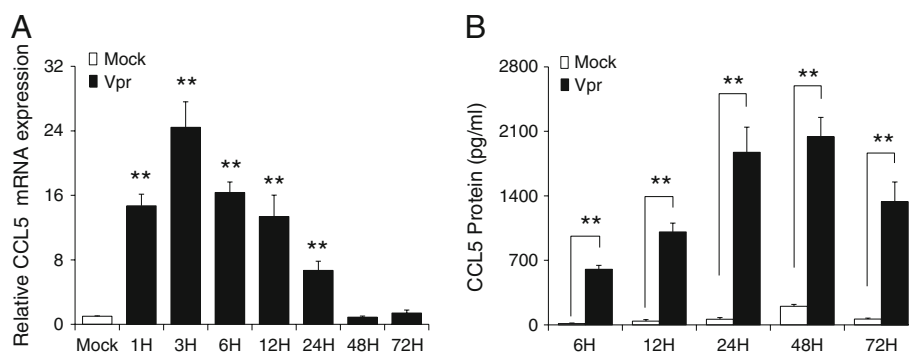 A
Mock
Vpr
Relative CCL5 mRNA expression
32
24
16
8
0
**
**
**
**
**
Mock 1H 3H 6H 12H 24H 48H 72H
B
Mock
Vpr
CCL5 Protein (pg/ml)
2800
2100
1400
700
0
**
**
**
**
**
6H 12H 24H 48H 72H